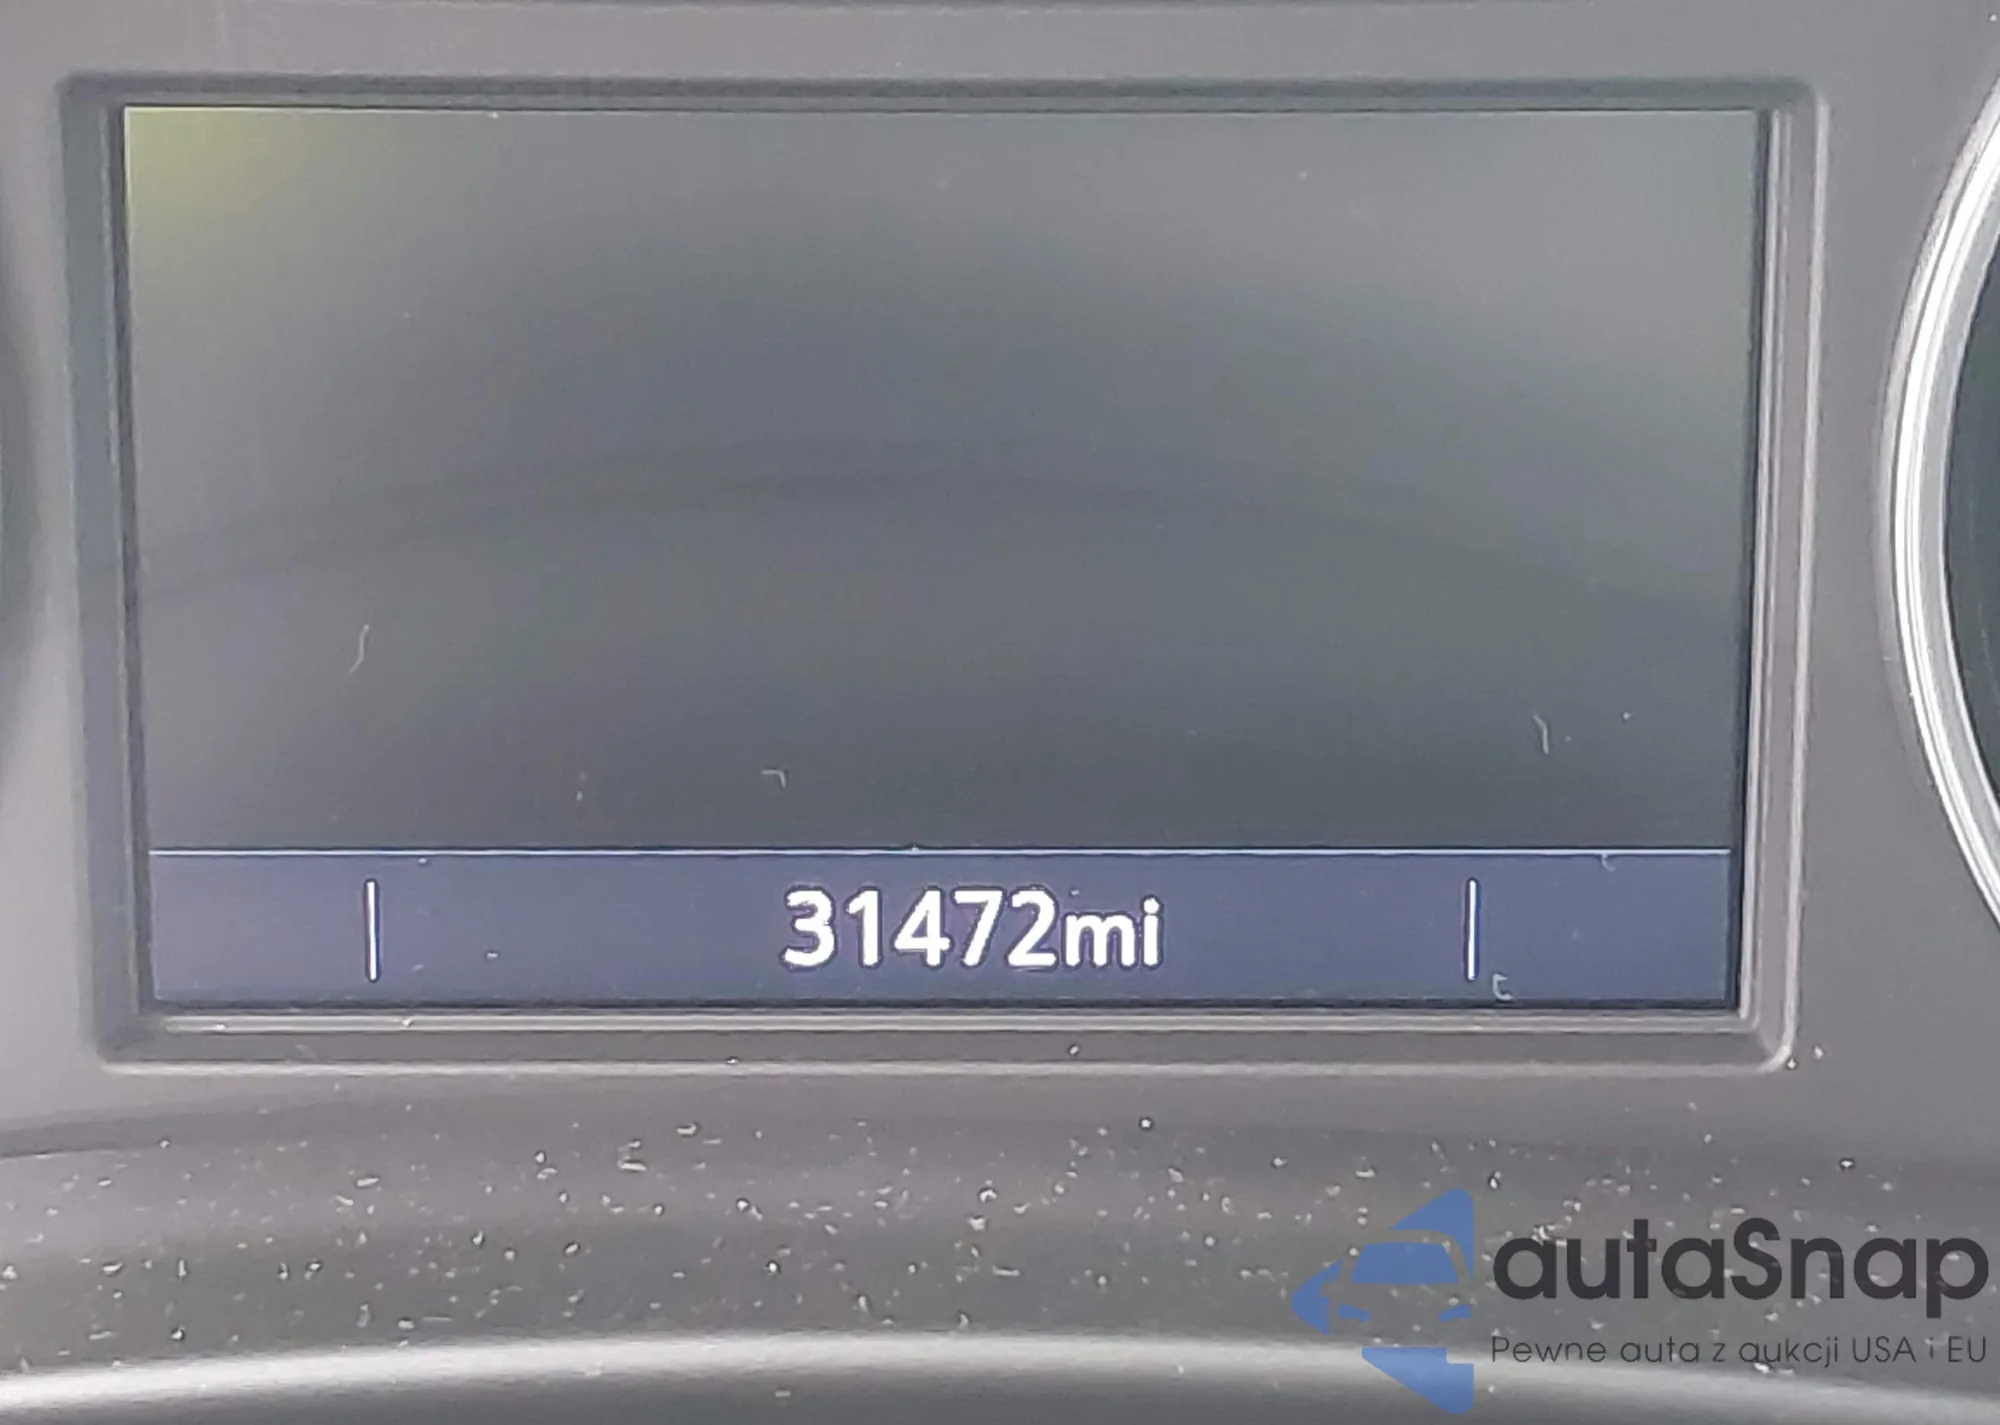 31472mi
autaSnap
Pewne auta z aukcji USA i EU